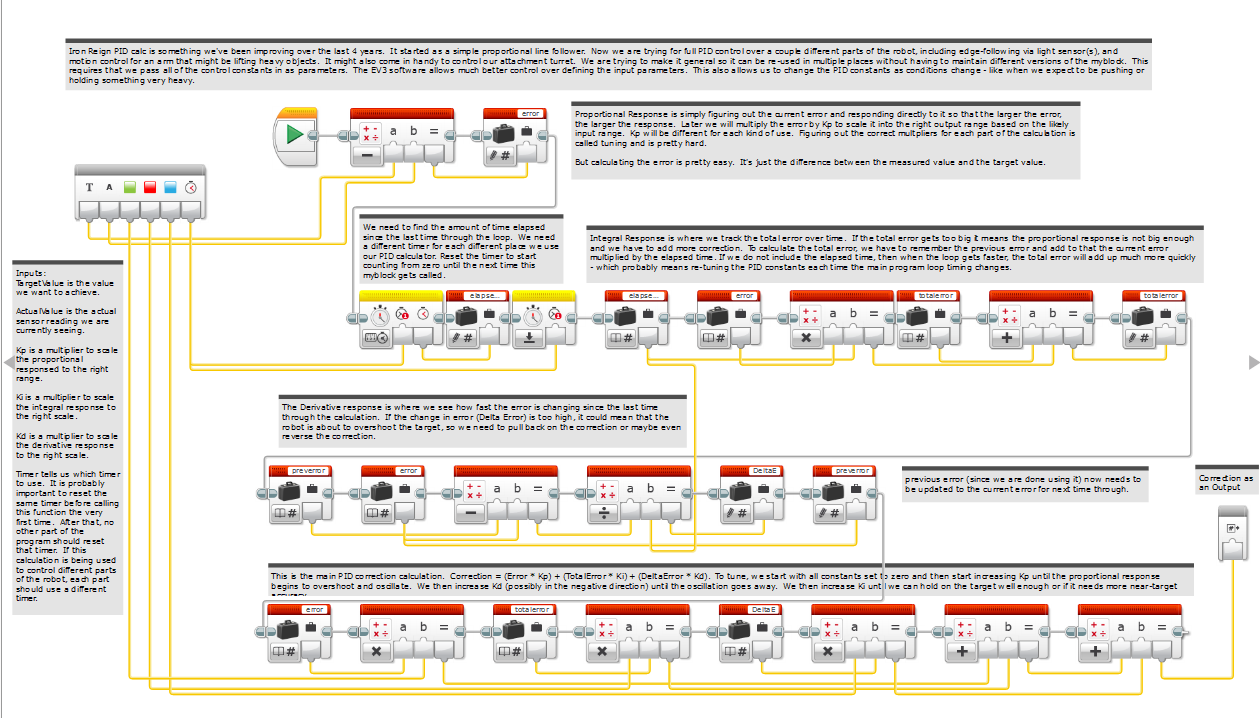 Iron Reign PID calc is something we've been improving over the last 4 years.  It started as a simple proportional line follower.  Now we are trying for full PID control over a couple different parts of the robot, including edge-following via light sensor(s), and
motion control for an arm that might be lifting heavy objects.  It might also come in handy to control our attachment turret.  We are trying to make it general so it can be re-used in multiple places without having to maintain different versions of the myblock.  This
requires that we pass all of the control constants in as parameters.  The EV3 software allows much better control over defining the input parameters.  This also allows us to change the PID constants as conditions change - like when we expect to be pushing or
holding something very heavy.
error
a b =
#
Proportional Response is simply figuring out the current error and responding directly to it so that the larger the error,
the larger the response.  Later we will multiply the error by Kp to scale it into the right output range based on the likely
input range.  Kp will be different for each kind of use.  Figuring out the correct multipliers for each part of the calculation is
called tuning and is pretty hard.
But calculating the error is pretty easy.  It's just the difference between the measured value and the target value.
T A
We need to find the amount of time elapsed
since the last time through the loop.  We need
a different timer for each different place we use
our PID calculator. Reset the timer to start
counting from zero until the next time this
myblock gets called.
Integral Response is where we track the total error over time.  If the total error gets too big it means the proportional response is not big enough
and we have to add more correction.  To calculate the total error, we have to remember the previous error and add to that the current error
multiplied by the elapsed time. If we do not include the elapsed time, then when the loop gets faster, the total error will add up much more quickly
- which probably means re-tuning the PID constants each time the main program loop timing changes.
Inputs:
TargetValue is the value
we want to achieve.
ActualValue is the actual
sensor reading we are
currently seeing.
Kp is a multiplier to scale
the proportional
responsed to the right
range.
Ki is a multiplier to scale
the integral response to
the right scale.
Kd is a multiplier to scale
the derivative response
to the right scale.
Timer tells us which timer
to use.  It is probably
important to reset the
same timer before calling
this function the very
first time.  After that, no
other part of the
program should reset
that timer.  If this
calculation is being used
to control different parts
of the robot, each part
should use a different
timer.
elapse... elapse... error totalerror totalerror
a b = a b =
# # # # #
The Derivative response is where we see how fast the error is changing since the last time
through the calculation.  If the change in error (Delta Error) is too high, it could mean that the
robot is about to overshoot the target, so we need to pull back on the correction or maybe even
reverse the correction.
preverror error DeltaE preverror
a b = a b =
# # # #
previous error (since we are done using it) now needs to
be updated to the current error for next time through.
Correction as
an Output
#
This is the main PID correction calculation.  Correction = (Error * Kp) + (TotalError * Ki) + (DeltaError * Kd).  To tune, we start with all constants set to zero and then start increasing Kp until the proportional response
begins to overshoot and oscillate.  We then increase Kd (possibly in the negative direction) until the oscillation goes away.  We then increase Ki until we can hold on the target well enough or if it needs more near-target
error totalerror DeltaE
a b = a b = a b = a b = a b =
# # #